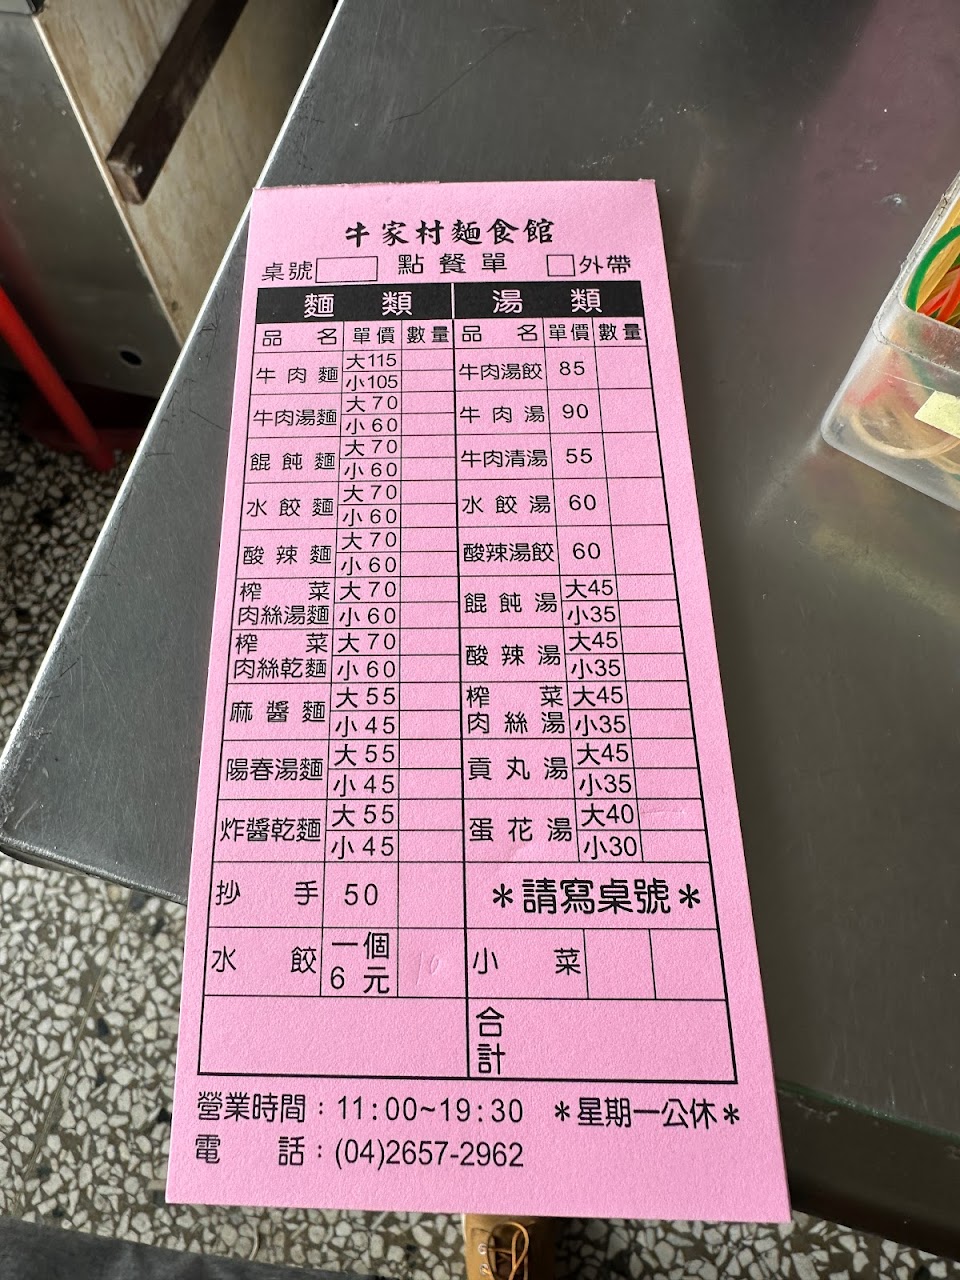 牛家村麵食館
桌號 點餐單 外帶
麵類 湯類
品名 單價 數量 品名 單價 數量
牛肉麵 大115 小105 牛肉湯餃 85
牛肉湯麵 大70 小60 牛肉湯 90
餛飩麵 大70 小60 牛肉清湯 55
水餃麵 大70 小60 水餃湯 60
酸辣麵 大70 小60 酸辣湯餃 60
榨菜肉絲湯麵 大70 小60 餛飩湯 大45 小35
榨菜肉絲乾麵 大70 小60 酸辣湯 大45 小35
麻醬麵 大55 小45 榨菜肉絲湯 大45 小35
陽春湯麵 大55 小45 貢丸湯 大45 小35
炸醬乾麵 大55 小45 蛋花湯 大40 小30
抄手 50 *請寫桌號*
水餃 一個6元 10 小菜
合計
營業時間：11:00~19:30 *星期一公休*
電話：(04)2657-2962